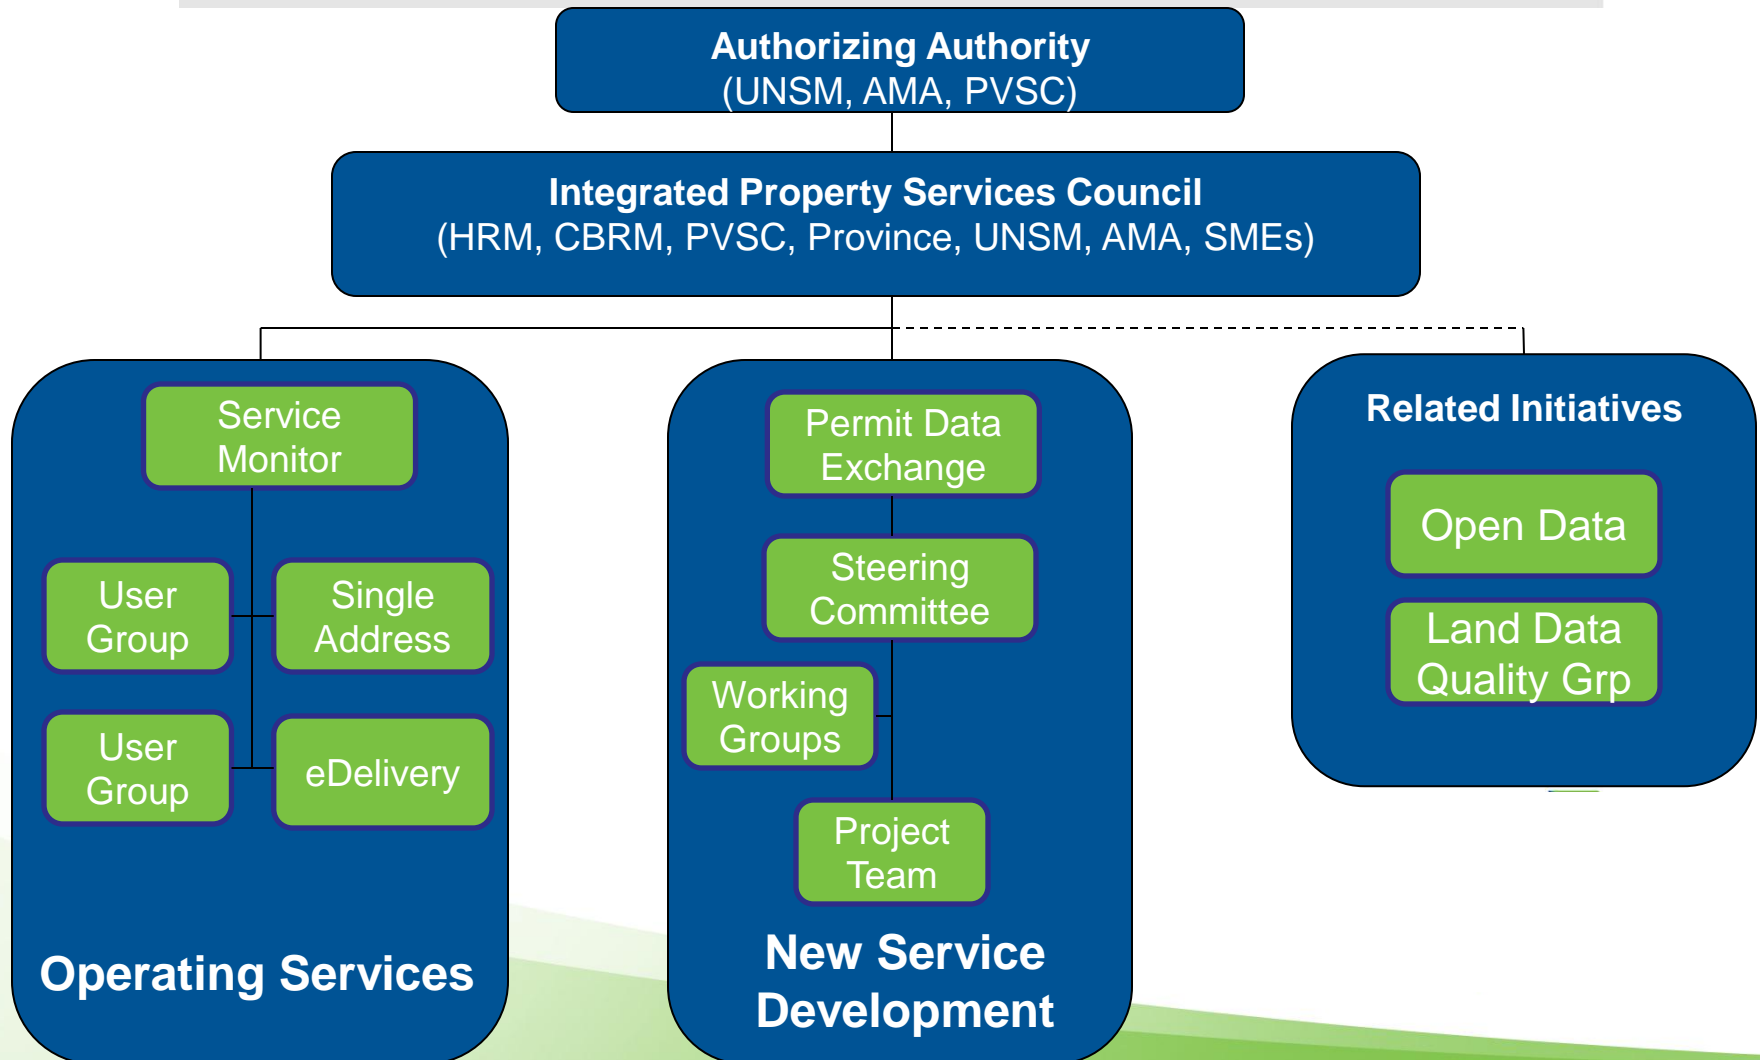 Authorizing Authority
(UNSM, AMA, PVSC)
Integrated Property Services Council
(HRM, CBRM, PVSC, Province, UNSM, AMA, SMEs)
Service
Monitor
User
Group
Single
Address
User
Group
eDelivery
Operating Services
Permit Data
Exchange
Steering
Committee
Working
Groups
Project
Team
New Service
Development
Related Initiatives
Open Data
Land Data
Quality Grp